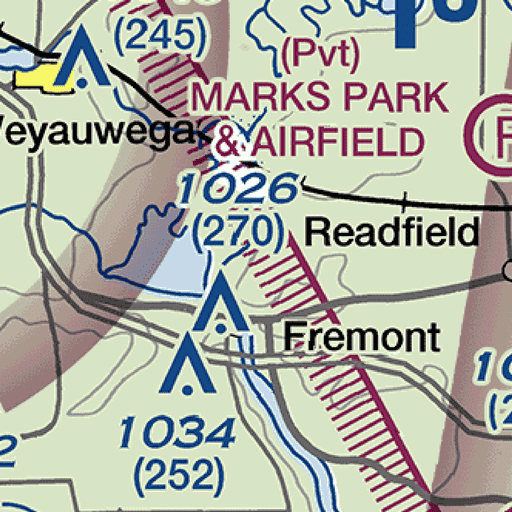 (245)
(Pvt)
MARKS PARK
& AIRFIELD
Weyauwega
1026
(270)
Readfield
Fremont
1034
(252)